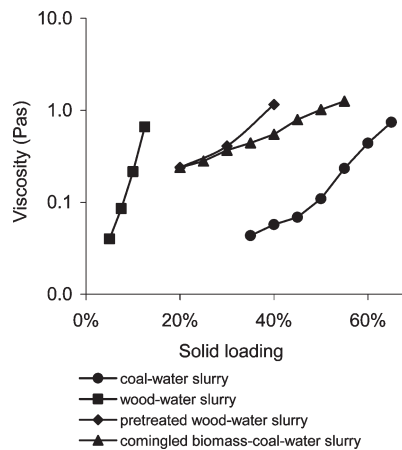 10.0
1.0
0.1
0.0
Viscosity (Pas)
0% 20% 40% 60%
Solid loading
coal-water slurry
wood-water slurry
pretreated wood-water slurry
comingled biomass-coal-water slurry